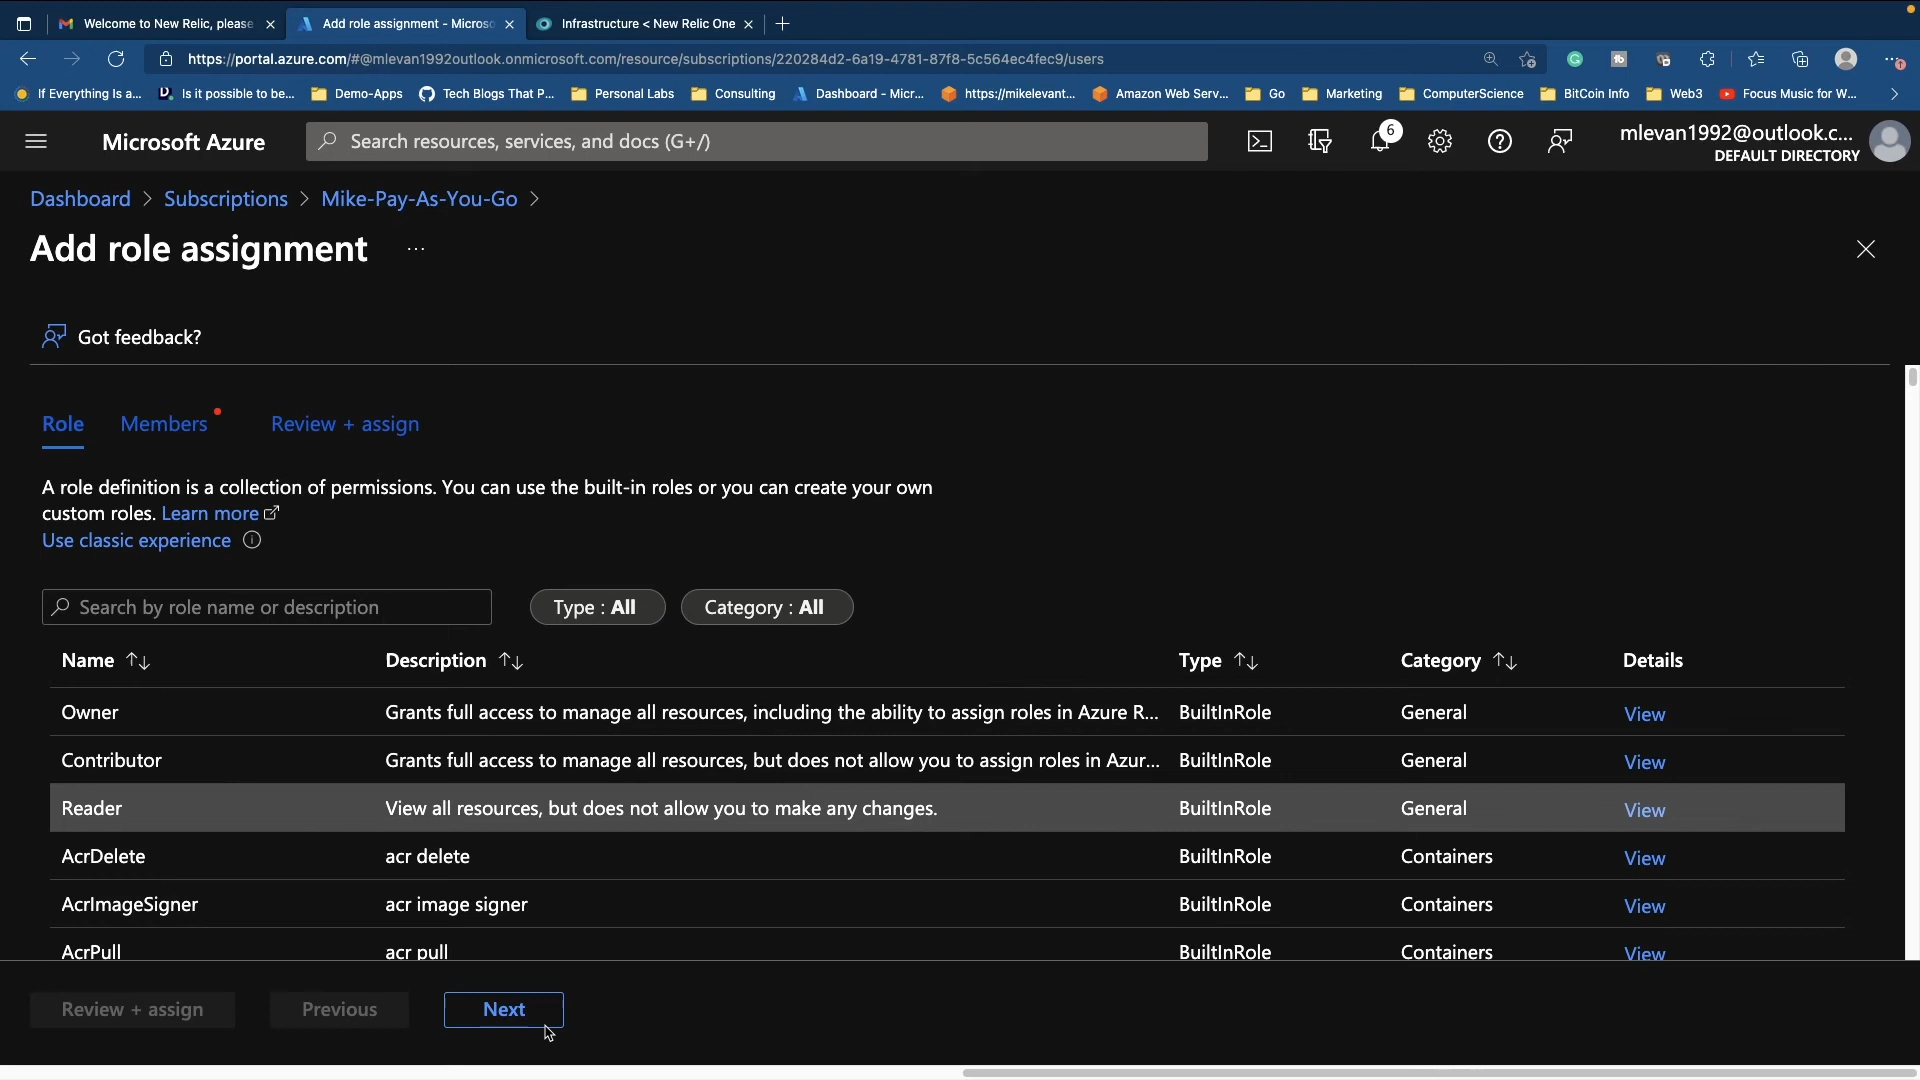 Welcome to New Relic, please
Add role assignment - Microso
Infrastructure < New Relic One
https://portal.azure.com/#@mlevan1992outlook.onmicrosoft.com/resource/subscriptions/220284d2-6a19-4781-87f8-5c564ec4fec9/users
If Everything Is a...
Is it possible to be...
Demo-Apps
Tech Blogs That P...
Personal Labs
Consulting
Dashboard - Micr...
https://mikelevant...
Amazon Web Serv...
Go
Marketing
ComputerScience
BitCoin Info
Web3
Focus Music for W...
Microsoft Azure
Search resources, services, and docs (G+/)
6
mlevan1992@outlook.c...
DEFAULT DIRECTORY
Dashboard > Subscriptions > Mike-Pay-As-You-Go >
Add role assignment ...
Got feedback?
Role Members Review + assign
A role definition is a collection of permissions. You can use the built-in roles or you can create your own
custom roles. Learn more
Use classic experience
Search by role name or description
Type : All
Category : All
Name Description Type Category Details
Owner Grants full access to manage all resources, including the ability to assign roles in Azure R... BuiltInRole General View
Contributor Grants full access to manage all resources, but does not allow you to assign roles in Azur... BuiltInRole General View
Reader View all resources, but does not allow you to make any changes. BuiltInRole General View
AcrDelete acr delete BuiltInRole Containers View
AcrImageSigner acr image signer BuiltInRole Containers View
AcrPull acr pull BuiltInRole Containers View
Review + assign Previous Next